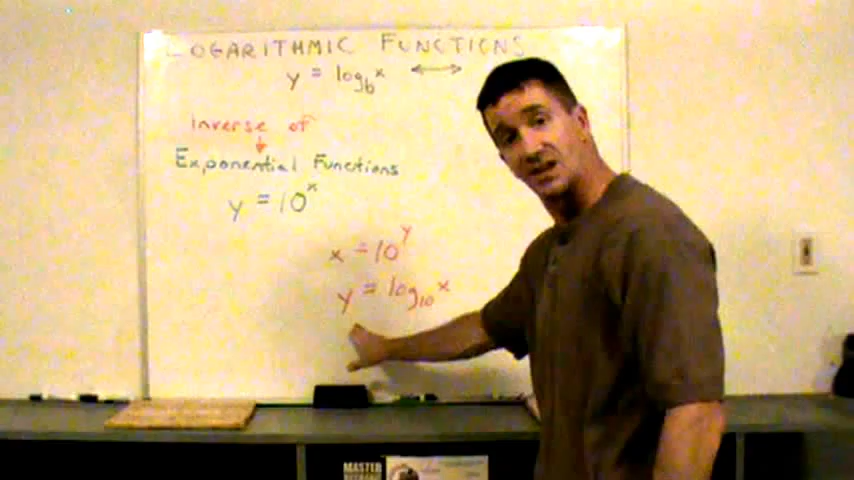 LOGARITHMIC FUNCTIONS
y = log_b x ⟷
inverse of
↓
Exponential Functions
y = 10^x
x = 10^y
y = log_10 x
MASTER